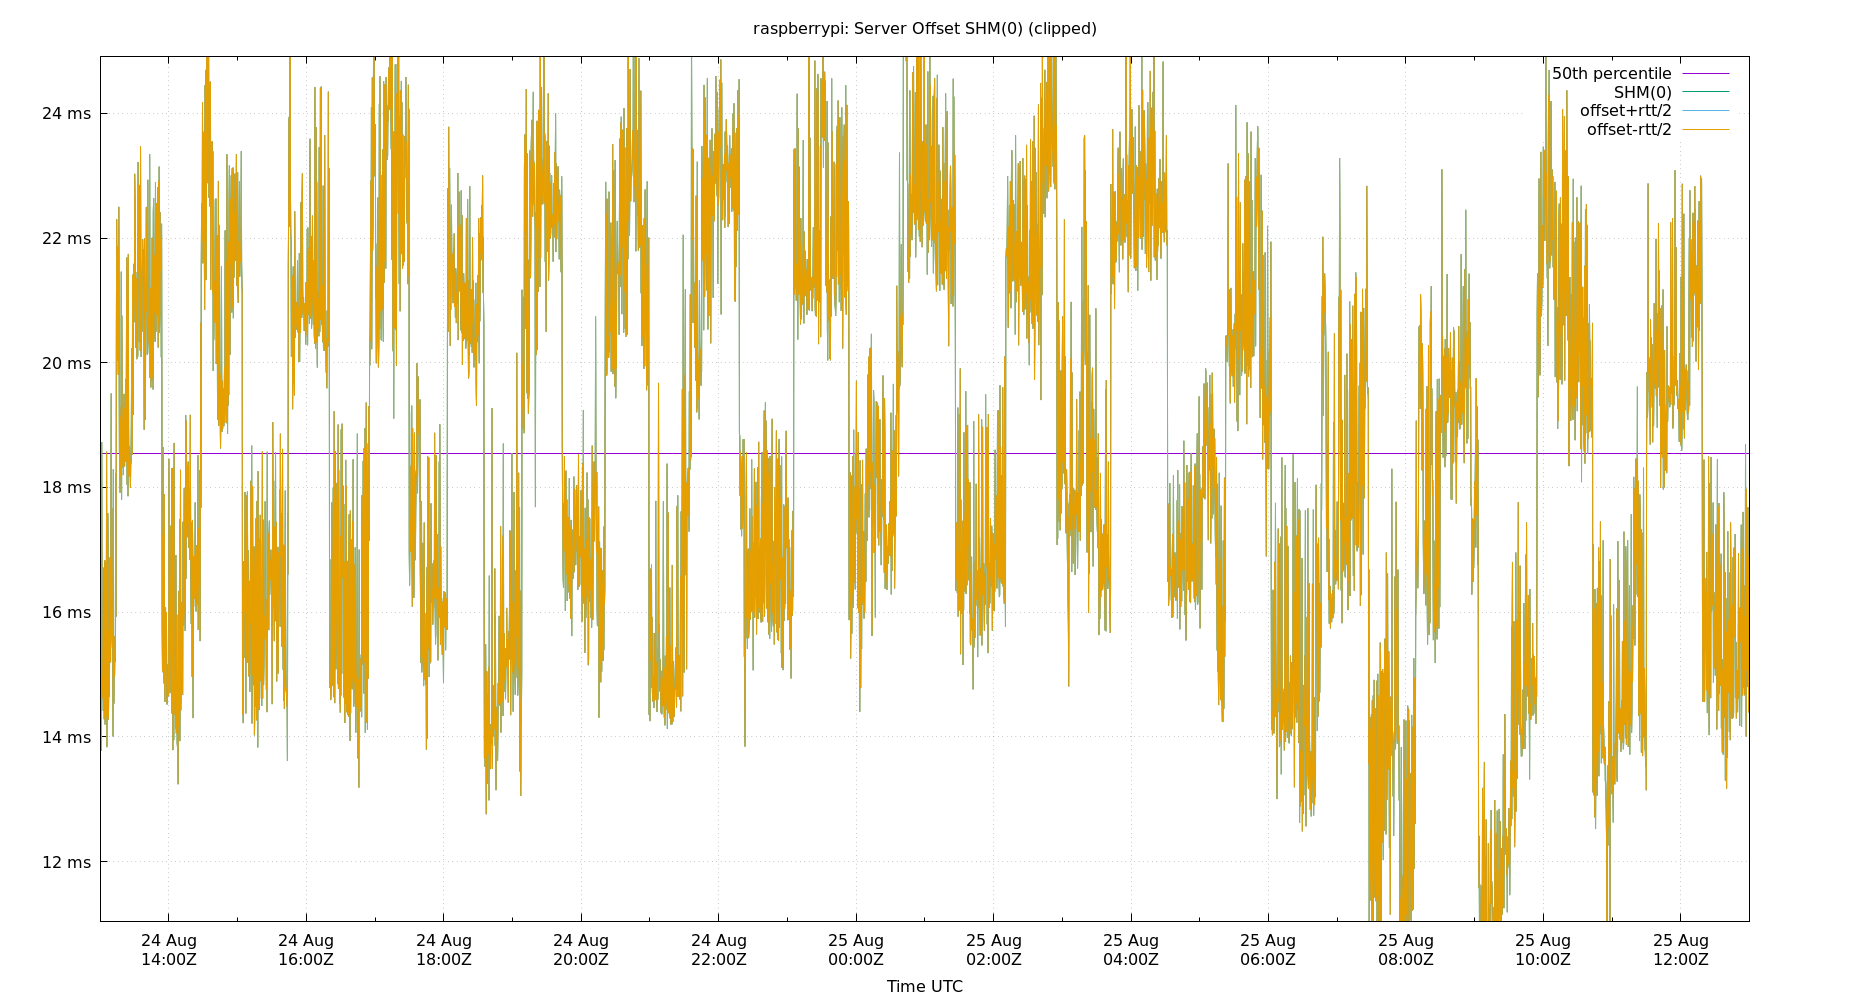 raspberrypi: Server Offset SHM(0) (clipped)
50th percentile
SHM(0)
offset+rtt/2
offset-rtt/2
24 ms
22 ms
20 ms
18 ms
16 ms
14 ms
12 ms
24 Aug 24 Aug 24 Aug 24 Aug 24 Aug 25 Aug 25 Aug 25 Aug 25 Aug 25 Aug 25 Aug 25 Aug
14:00Z 16:00Z 18:00Z 20:00Z 22:00Z 00:00Z 02:00Z 04:00Z 06:00Z 08:00Z 10:00Z 12:00Z
Time UTC